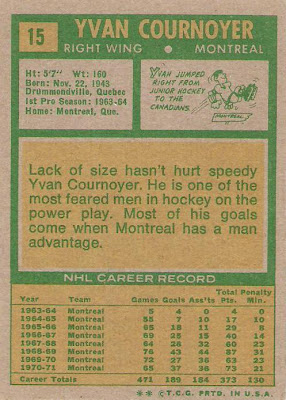 15
YVAN COURNOYER
RIGHT WING • MONTREAL
Ht: 5'7" Wt: 160
Born: Nov. 22, 1943
Drummondville, Quebec
1st Pro Season: 1963-64
Home: Montreal, Que.
YVAN JUMPED
RIGHT FROM
JUNIOR HOCKEY
TO THE
CANADIENS.
MONTREAL
Lack of size hasn't hurt speedy
Yvan Cournoyer. He is one of the
most feared men in hockey on the
power play. Most of his goals
come when Montreal has a man
advantage.
NHL CAREER RECORD
Year Team Games Goals Ass'ts Total Pts. Penalty Min.
1963-64 Montreal 5 4 0 4 0
1964-65 Montreal 55 7 10 17 10
1965-66 Montreal 65 18 11 29 8
1966-67 Montreal 69 25 15 40 14
1967-68 Montreal 64 28 32 60 23
1968-69 Montreal 76 43 44 87 31
1969-70 Montreal 72 27 36 63 23
1970-71 Montreal 65 37 36 73 21
Career Totals 471 189 184 373 130
** © T.C.G. PRTD. IN U.S.A.